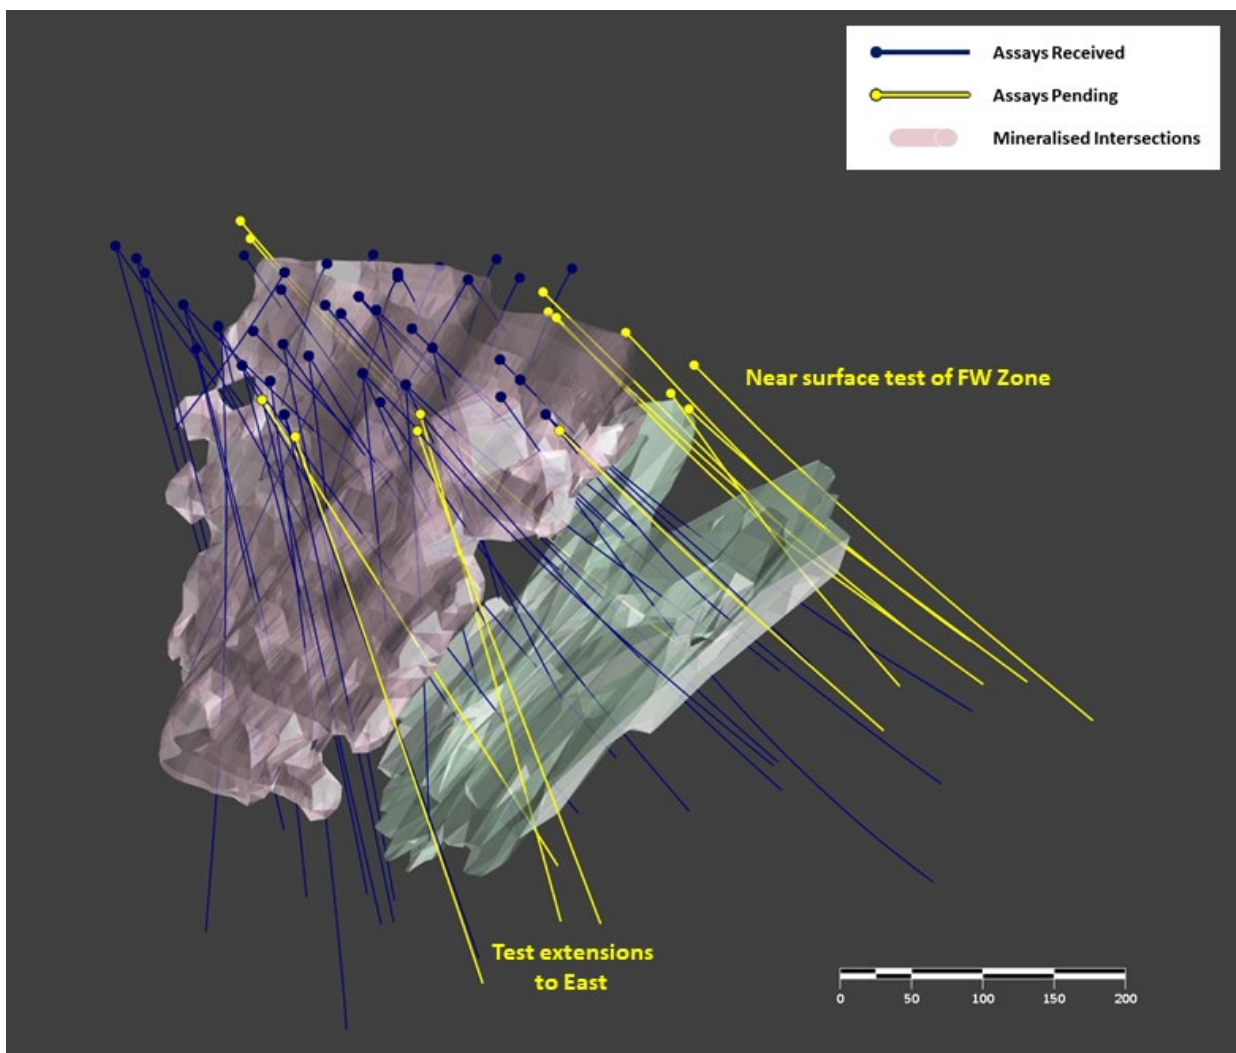 Assays Received
Assays Pending
Mineralised Intersections
Near surface test of FW Zone
Test extensions
to East
0 50 100 150 200